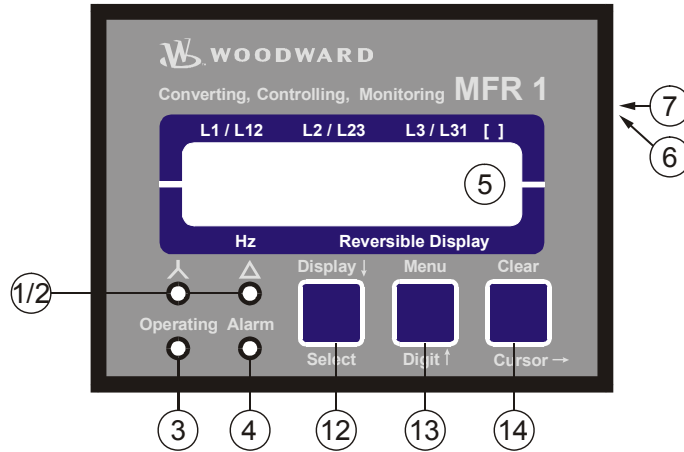 WOODWARD
Converting, Controlling, Monitoring MFR 1
L1 / L12 L2 / L23 L3 / L31 [ ]
7
6
5
Hz Reversible Display
Display ↓ Menu Clear
1/2
Operating Alarm
Select Digit ↑ Cursor →
3 4 12 13 14